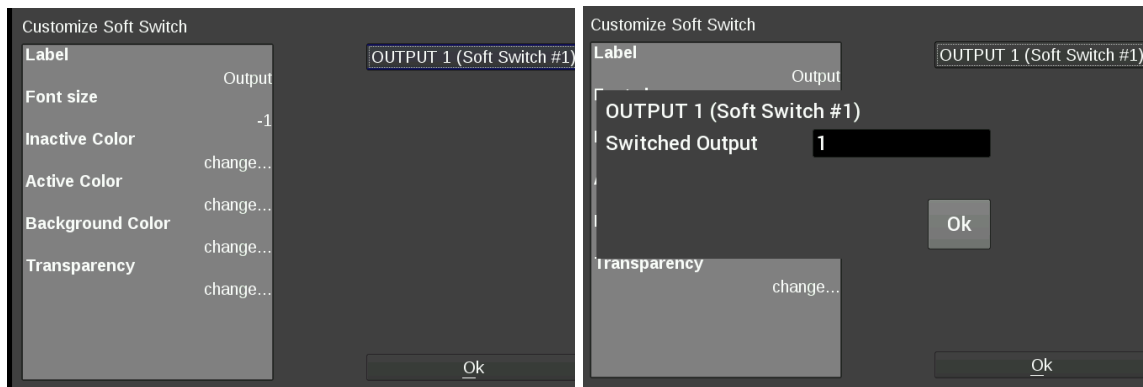 Customize Soft Switch
Label
OUTPUT 1 (Soft Switch #1)
Output
Font size
-1
Inactive Color
change...
Active Color
change...
Background Color
change...
Transparency
change...
Ok
Customize Soft Switch
Label
OUTPUT 1 (Soft Switch #1)
Output
OUTPUT 1 (Soft Switch #1)
Switched Output 1
Ok
Transparency
change...
Ok